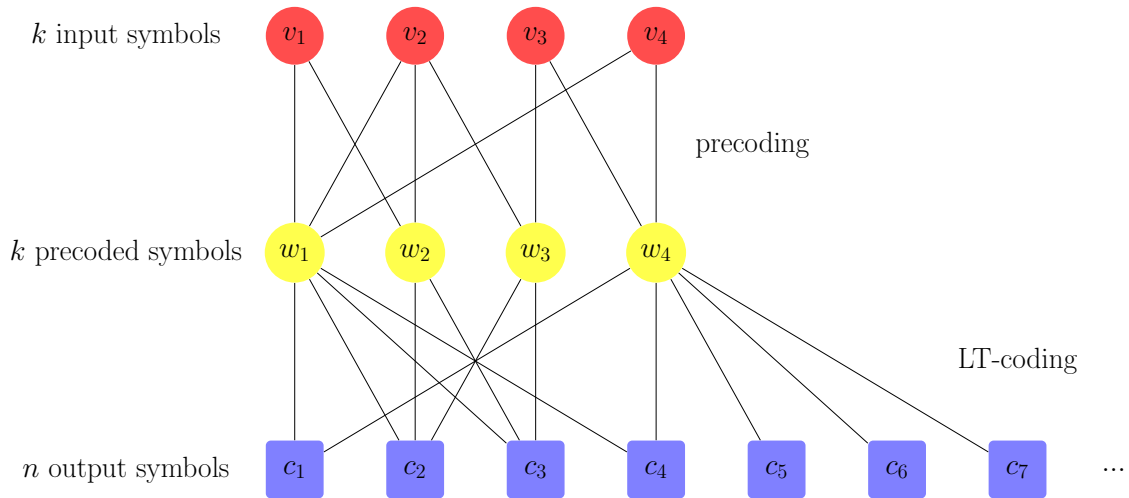 k input symbols v₁ v₂ v₃ v₄
precoding
k precoded symbols w₁ w₂ w₃ w₄
LT-coding
n output symbols c₁ c₂ c₃ c₄ c₅ c₆ c₇ ...